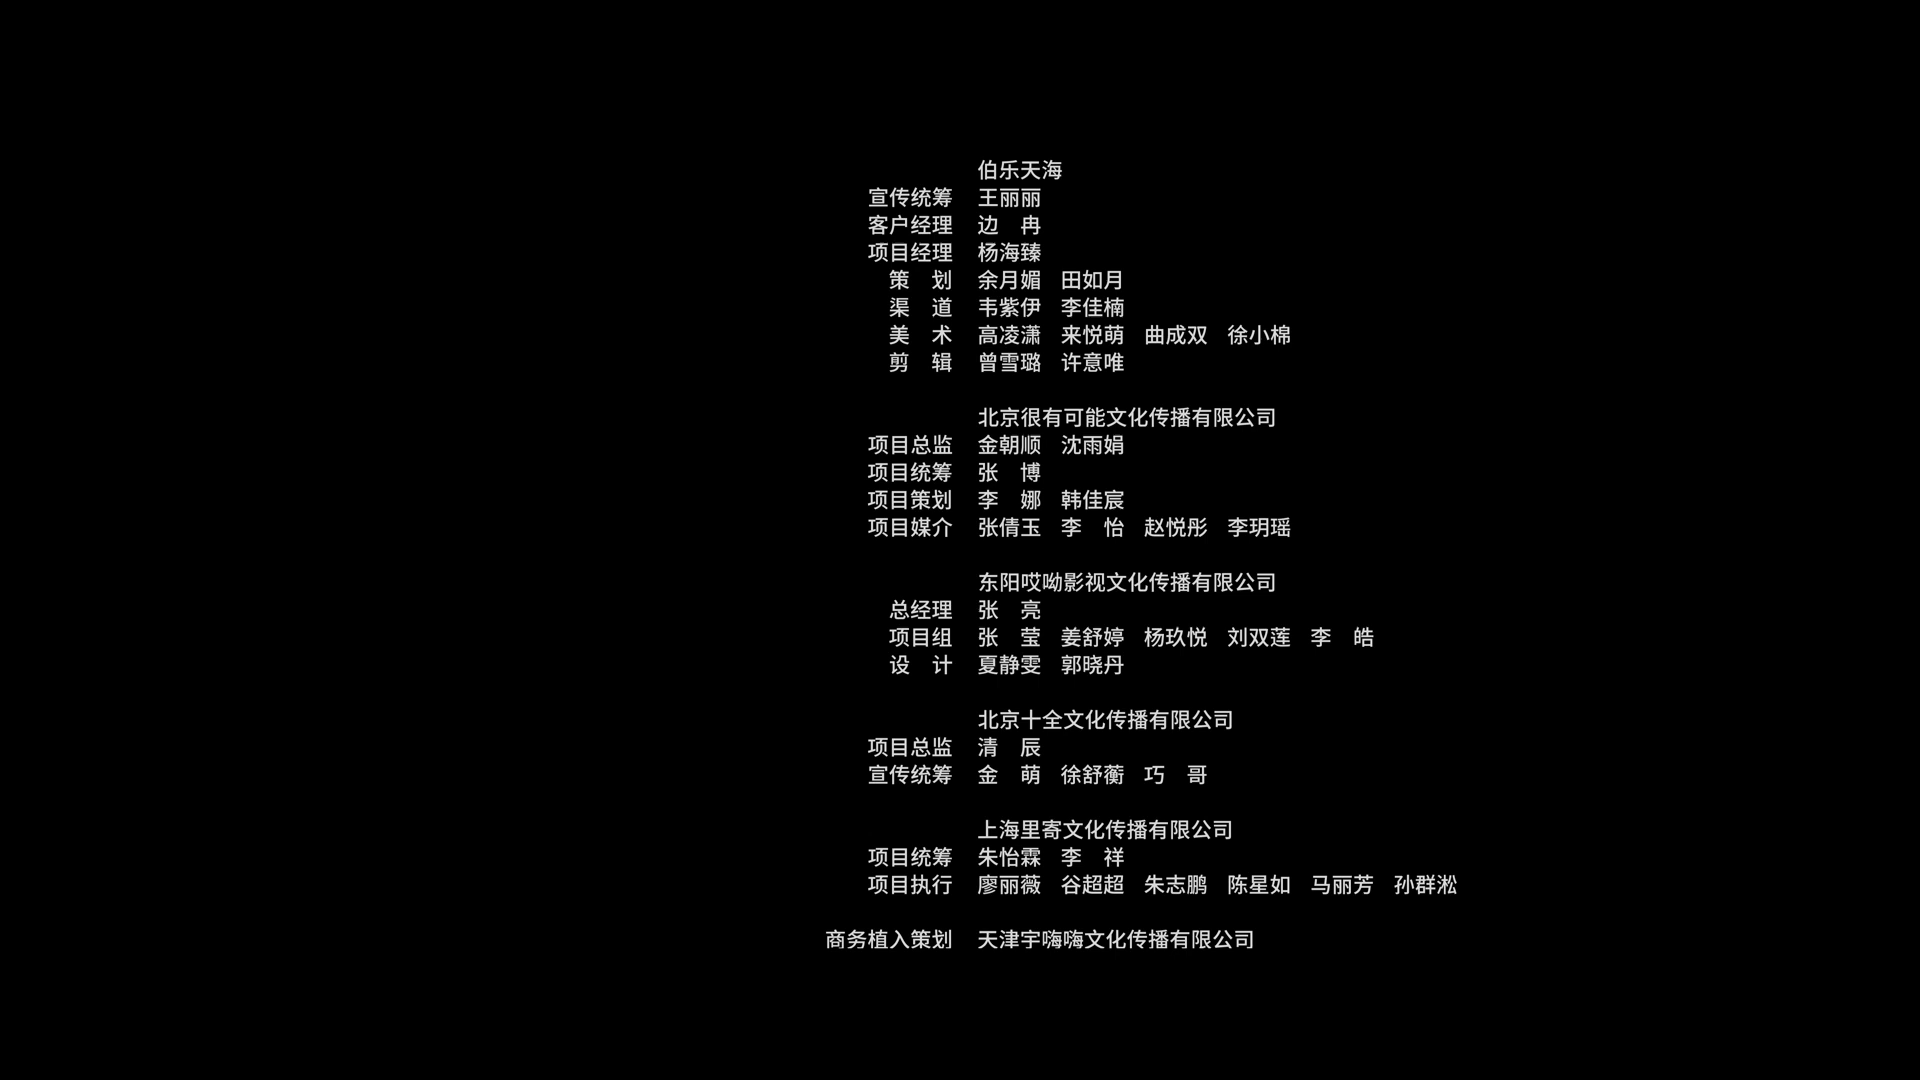 伯乐天海
宣传统筹 王丽丽
客户经理 边 冉
项目经理 杨海臻
策 划 余月媚 田如月
渠 道 韦紫伊 李佳楠
美 术 高凌潇 来悦萌 曲成双 徐小棉
剪 辑 曾雪璐 许意唯
北京很有可能文化传播有限公司
项目总监 金朝顺 沈雨娟
项目统筹 张 博
项目策划 李 娜 韩佳宸
项目媒介 张倩玉 李 怡 赵悦彤 李玥瑶
东阳哎呦影视文化传播有限公司
总经理 张 亮
项目组 张 莹 姜舒婷 杨玖悦 刘双莲 李 皓
设 计 夏静雯 郭晓丹
北京十全文化传播有限公司
项目总监 清 辰
宣传统筹 金 萌 徐舒蘅 巧 哥
上海里寄文化传播有限公司
项目统筹 朱怡霖 李 祥
项目执行 廖丽薇 谷超超 朱志鹏 陈星如 马丽芳 孙群淞
商务植入策划 天津宇嗨嗨文化传播有限公司